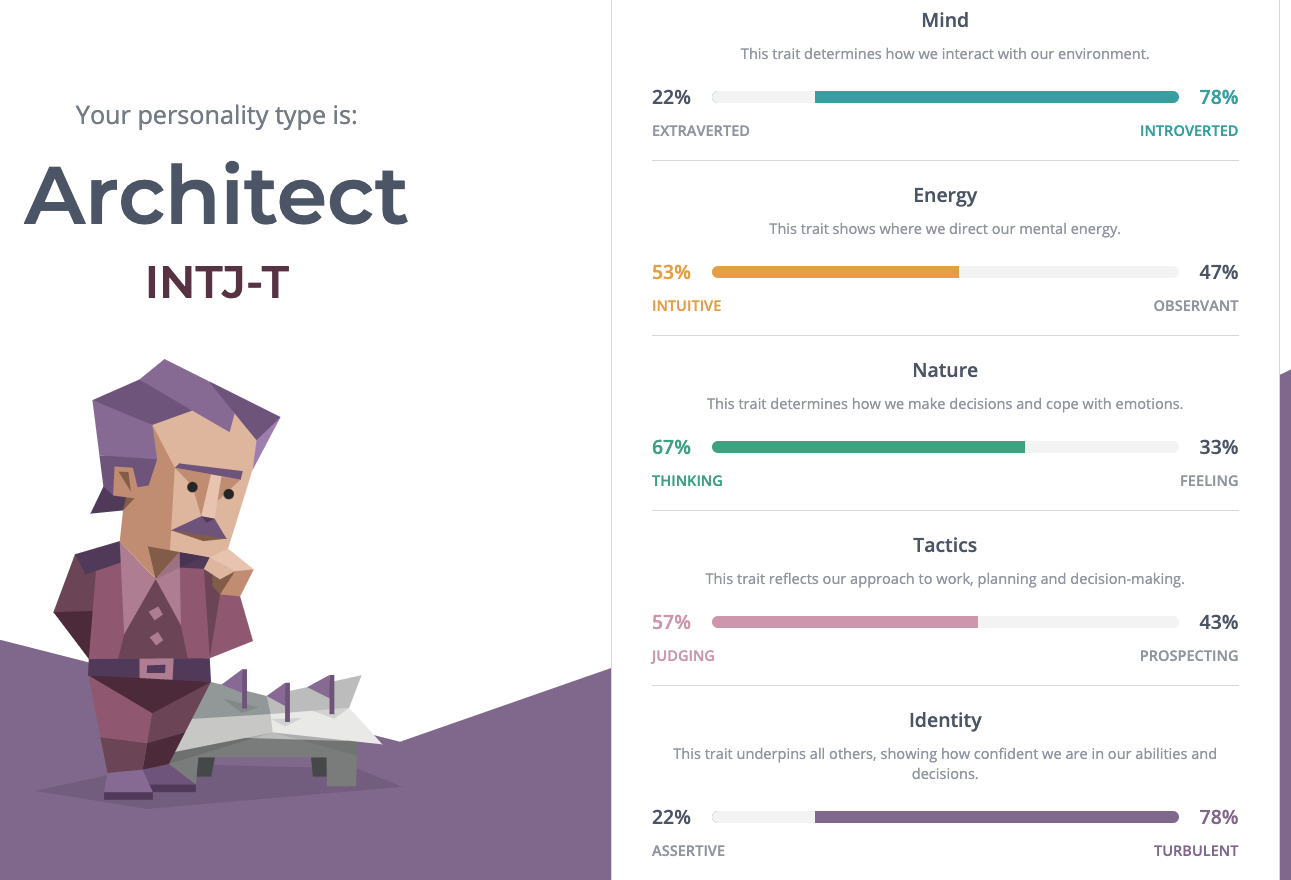 Your personality type is:
Architect
INTJ-T
Mind
This trait determines how we interact with our environment.
22% 78%
EXTRAVERTED INTROVERTED
Energy
This trait shows where we direct our mental energy.
53% 47%
INTUITIVE OBSERVANT
Nature
This trait determines how we make decisions and cope with emotions.
67% 33%
THINKING FEELING
Tactics
This trait reflects our approach to work, planning and decision-making.
57% 43%
JUDGING PROSPECTING
Identity
This trait underpins all others, showing how confident we are in our abilities and
decisions.
22% 78%
ASSERTIVE TURBULENT